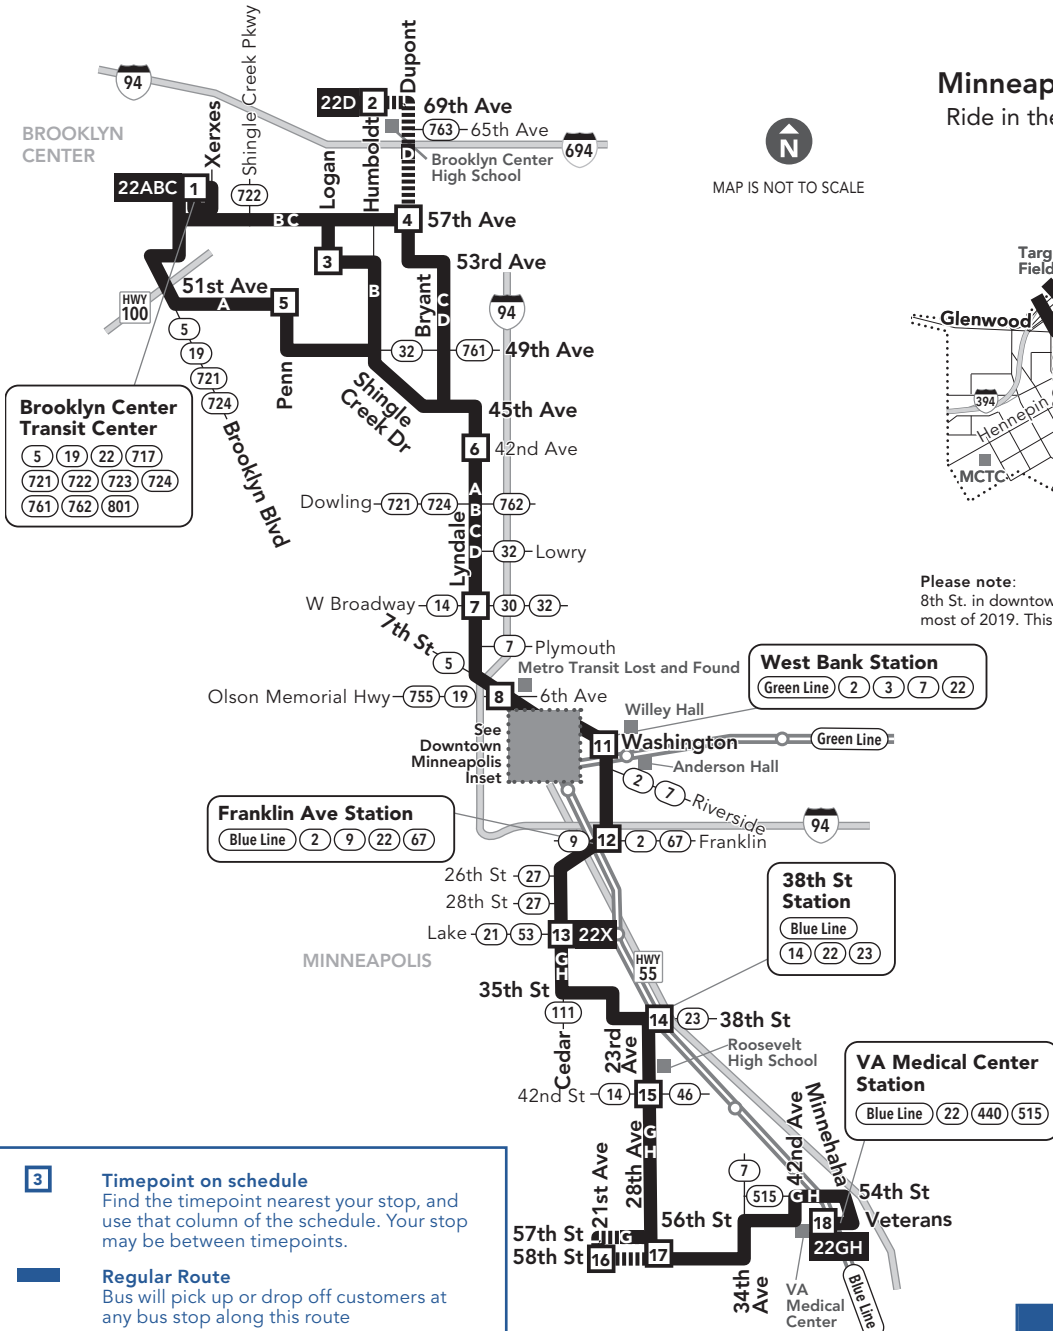 Minneap
Ride in the
N
MAP IS NOT TO SCALE
BROOKLYN
CENTER
94
Xerxes
Shingle Creek Pkwy
Logan
Humboldt
Dupont
22D 2
69th Ave
763 65th Ave
D
694
Brooklyn Center
High School
22ABC 1
722
B C
4 57th Ave
3
53rd Ave
B
Bryant
C
D
94
51st Ave
A
5
HWY
100
5
19
721
724
Brooklyn Blvd
Penn
32
761 49th Ave
Shingle
Creek Dr
45th Ave
Brooklyn Center
Transit Center
5 19 22 717
721 722 723 724
761 762 801
6 42nd Ave
Dowling 721 724 762
A
B
C
D
Lyndale
32 Lowry
W Broadway 14 7 30 32
7th St
5
7 Plymouth
Metro Transit Lost and Found
Olson Memorial Hwy 755 19 8 6th Ave
See
Downtown
Minneapolis
Inset
Willey Hall
11 Washington
Green Line
Anderson Hall
2 7 Riverside
West Bank Station
Green Line 2 3 7 22
Franklin Ave Station
Blue Line 2 9 22 67
94
9 12 2 67 Franklin
26th St 27
28th St 27
Lake 21 53 13 22X
MINNEAPOLIS
G
H
HWY
55
38th St
Station
Blue Line
14 22 23
35th St
111
Cedar
23rd
Ave
14 23 38th St
Roosevelt
High School
42nd St 14 15 46
G
H
28th Ave
21st Ave
7
515
42nd Ave
Minnehaha
G H
54th St
Veterans
18
22GH
VA Medical Center
Station
Blue Line 22 440 515
57th St
G
56th St
58th St 16 17
34th
Ave
VA
Medical
Center
Blue Line
Targ
Field
Glenwood
394
Hennepin
MCTC
Please note:
8th St. in downtow
most of 2019. This
3 Timepoint on schedule
Find the timepoint nearest your stop, and
use that column of the schedule. Your stop
may be between timepoints.
Regular Route
Bus will pick up or drop off customers at
any bus stop along this route